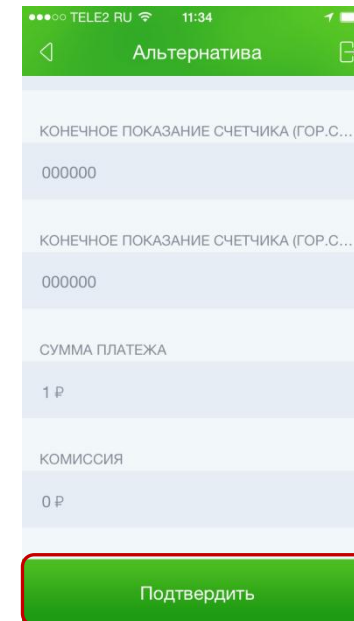 TELE2 RU 11:34
Альтернатива
КОНЕЧНОЕ ПОКАЗАНИЕ СЧЕТЧИКА (ГОР.С...
000000
КОНЕЧНОЕ ПОКАЗАНИЕ СЧЕТЧИКА (ГОР.С...
000000
СУММА ПЛАТЕЖА
1 ₽
КОМИССИЯ
0 ₽
Подтвердить